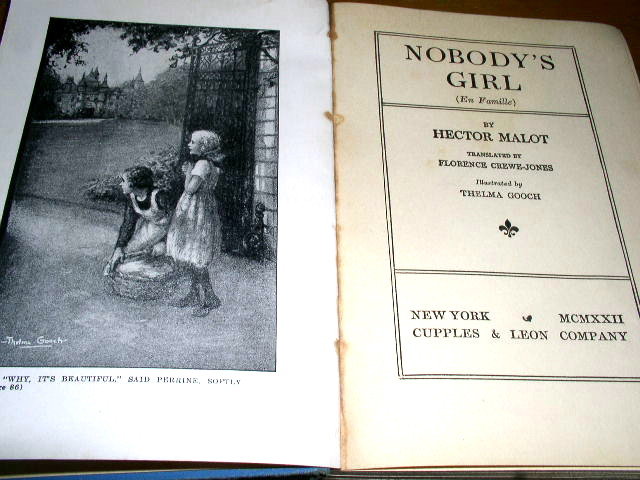 Thelma Gooch
"WHY, IT'S BEAUTIFUL," SAID PERRINE, SOFTLY
86)
NOBODY'S
GIRL
(En Famille)
BY
HECTOR MALOT
TRANSLATED BY
FLORENCE CREWE-JONES
Illustrated by
THELMA GOOCH
NEW YORK MCMXXII
CUPPLES & LEON COMPANY